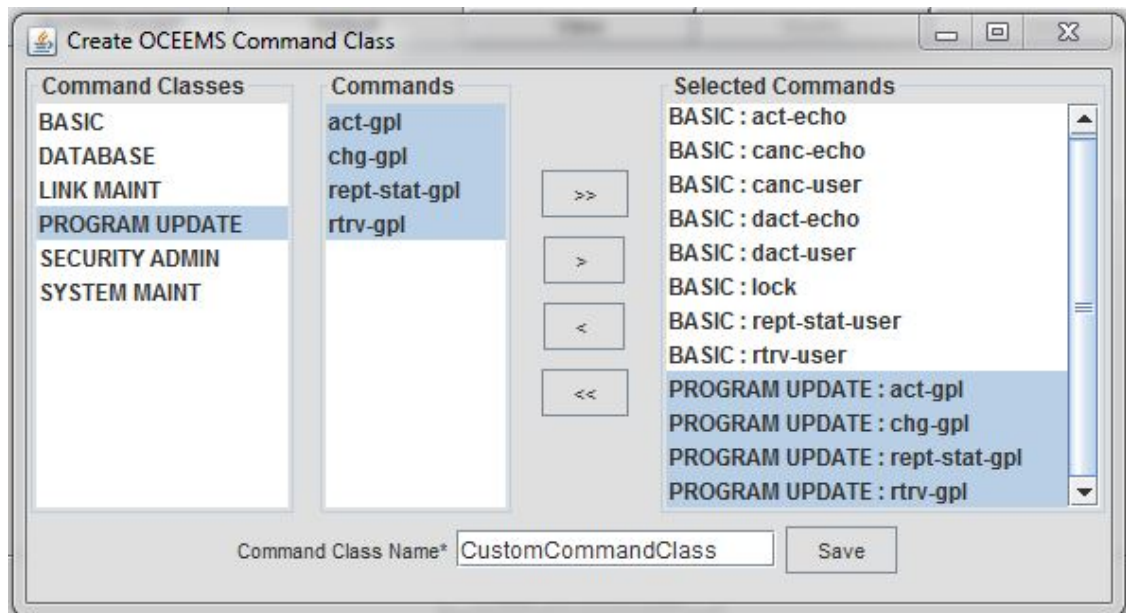 Create OCEEMS Command Class
Command Classes
BASIC
DATABASE
LINK MAINT
PROGRAM UPDATE
SECURITY ADMIN
SYSTEM MAINT
Commands
act-gpl
chg-gpl
rept-stat-gpl
rtrv-gpl
>>
>
<
<<
Selected Commands
BASIC : act-echo
BASIC : canc-echo
BASIC : canc-user
BASIC : dact-echo
BASIC : dact-user
BASIC : lock
BASIC : rept-stat-user
BASIC : rtrv-user
PROGRAM UPDATE : act-gpl
PROGRAM UPDATE : chg-gpl
PROGRAM UPDATE : rept-stat-gpl
PROGRAM UPDATE : rtrv-gpl
Command Class Name* CustomCommandClass Save